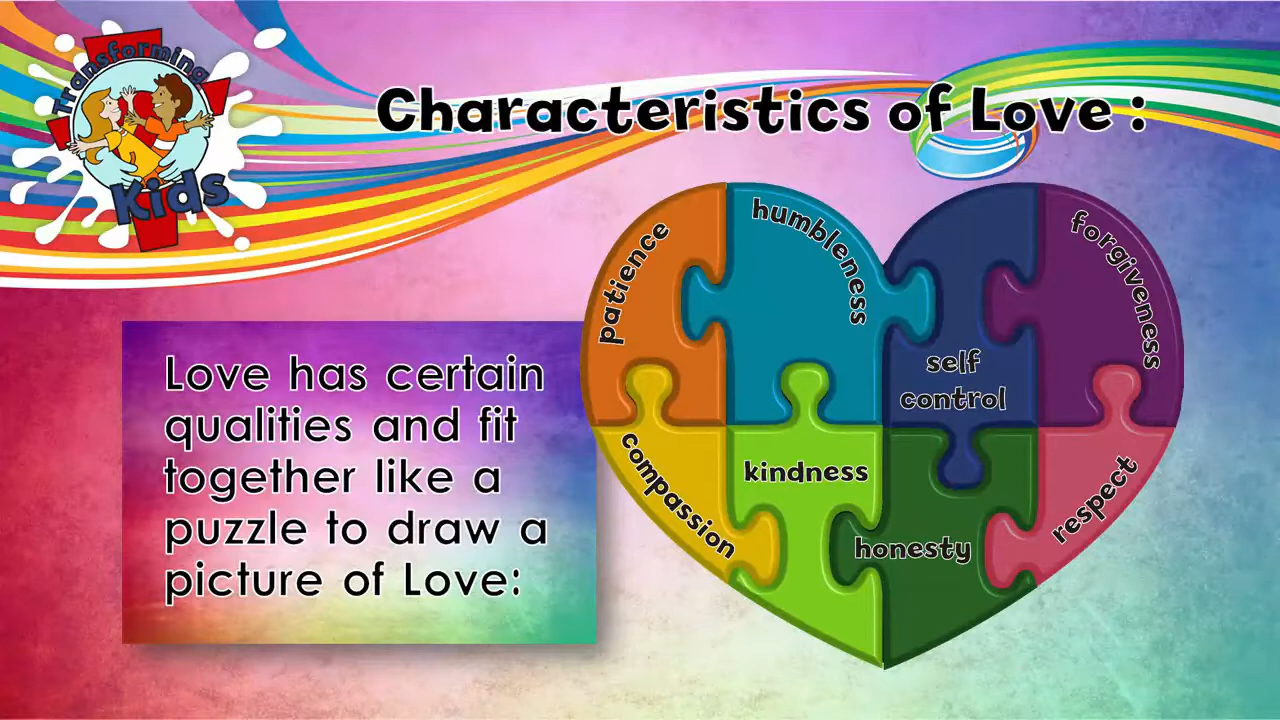 Transforming
Kids
Characteristics of Love :
Love has certain
qualities and fit
together like a
puzzle to draw a
picture of Love:
patience
humbleness
self
control
forgiveness
compassion
kindness
honesty
respect